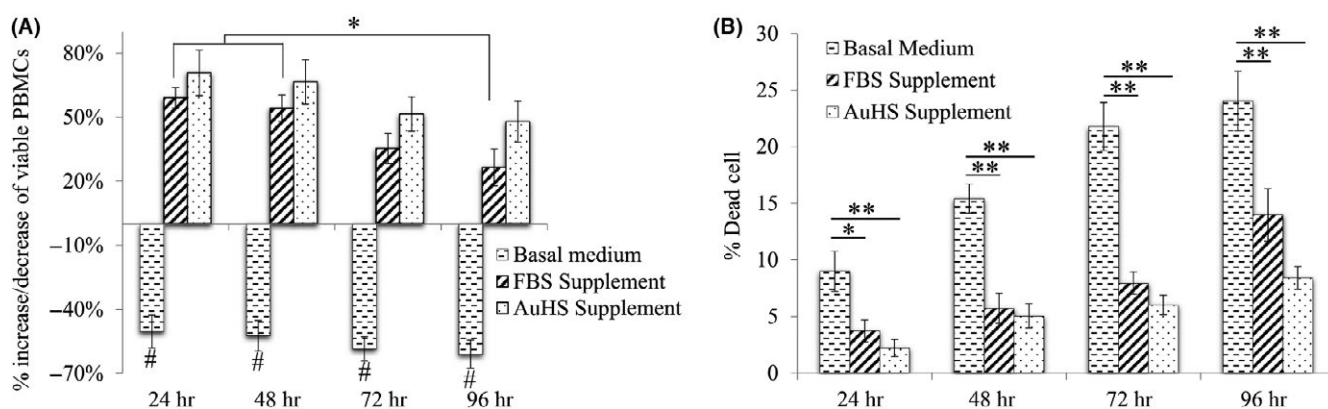 (A)
*
% increase/decrease of viable PBMCs
80%
50%
20%
–10%
–40%
–70%
Basal medium
FBS Supplement
AuHS Supplement
#
#
#
#
24 hr
48 hr
72 hr
96 hr
(B)
% Dead cell
30
25
20
15
10
5
0
Basal Medium
FBS Supplement
AuHS Supplement
**
*
**
**
**
**
**
**
24 hr
48 hr
72 hr
96 hr